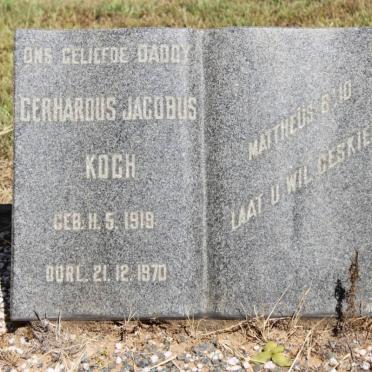 ONS GELIEFDE DADDY
GERHARDUS JACOBUS
KOCH
GEB. 11. 5. 1919
OORL. 21. 12. 1970
MATTHEUS 6:10
LAAT U WIL GESKIE